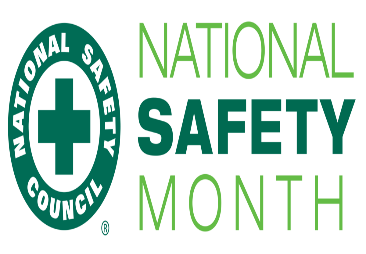 NATIONAL SAFETY
COUNCIL
®
NATIONAL
SAFETY
MONTH